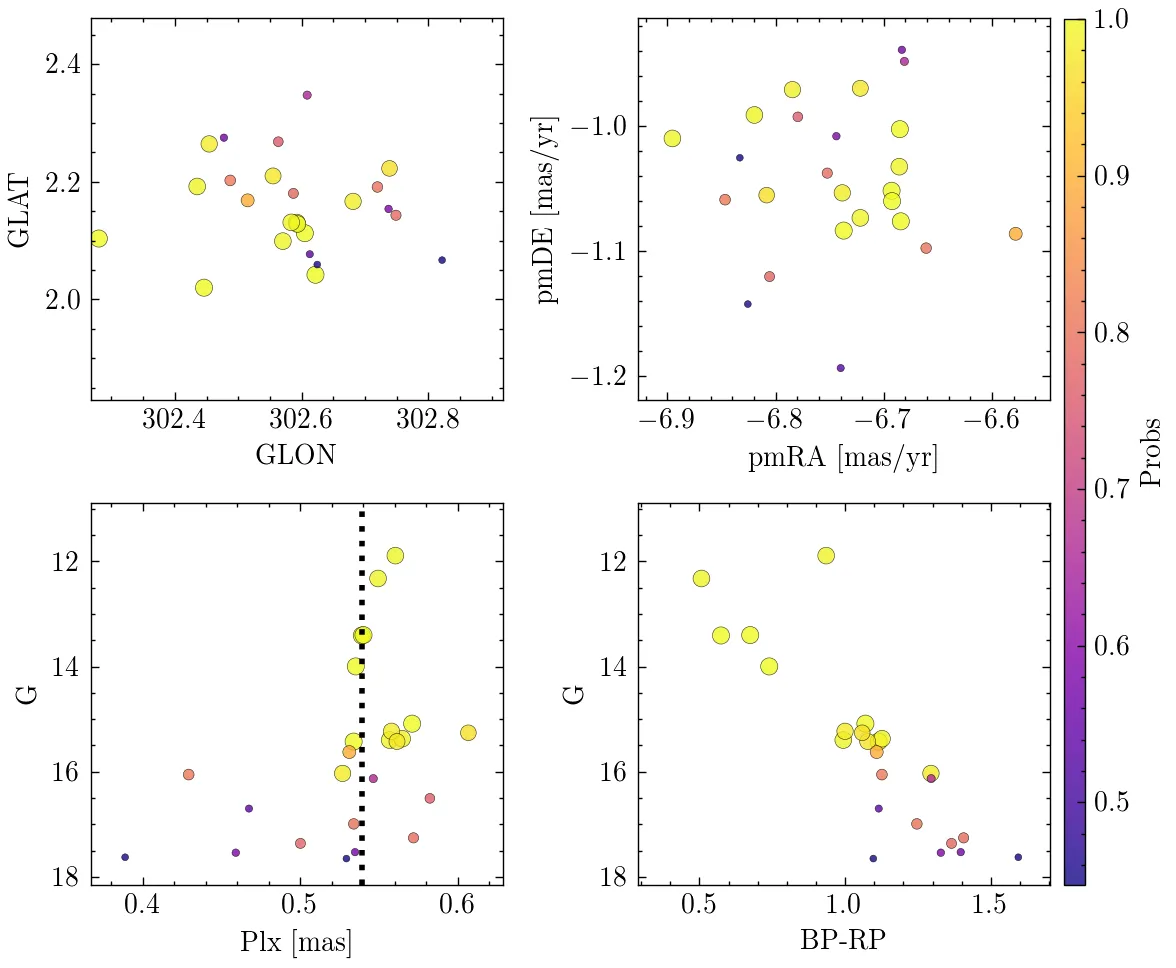 2.4
2.2
2.0
GLAT
302.4 302.6 302.8
GLON
−1.0
−1.1
−1.2
pmDE [mas/yr]
−6.9 −6.8 −6.7 −6.6
pmRA [mas/yr]
1.0
0.9
0.8
0.7
0.6
0.5
Probs
12
14
16
18
G
0.4 0.5 0.6
Plx [mas]
12
14
16
18
G
0.5 1.0 1.5
BP-RP